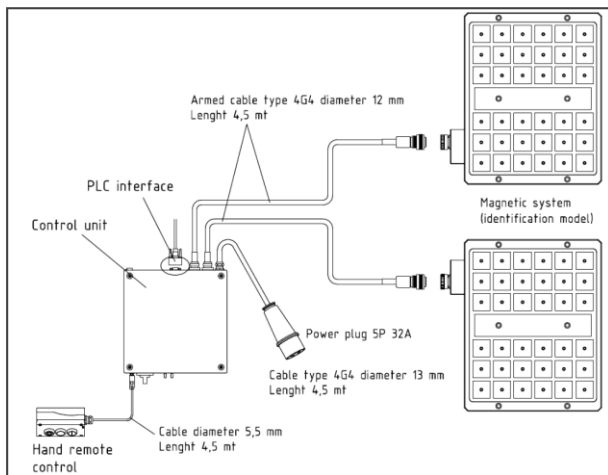 Armed cable type 4G4 diameter 12 mm
Lenght 4,5 mt
PLC interface
Control unit
Magnetic system
(identification model)
Power plug 5P 32A
Cable type 4G4 diameter 13 mm
Lenght 4,5 mt
Cable diameter 5,5 mm
Lenght 4,5 mt
Hand remote
control